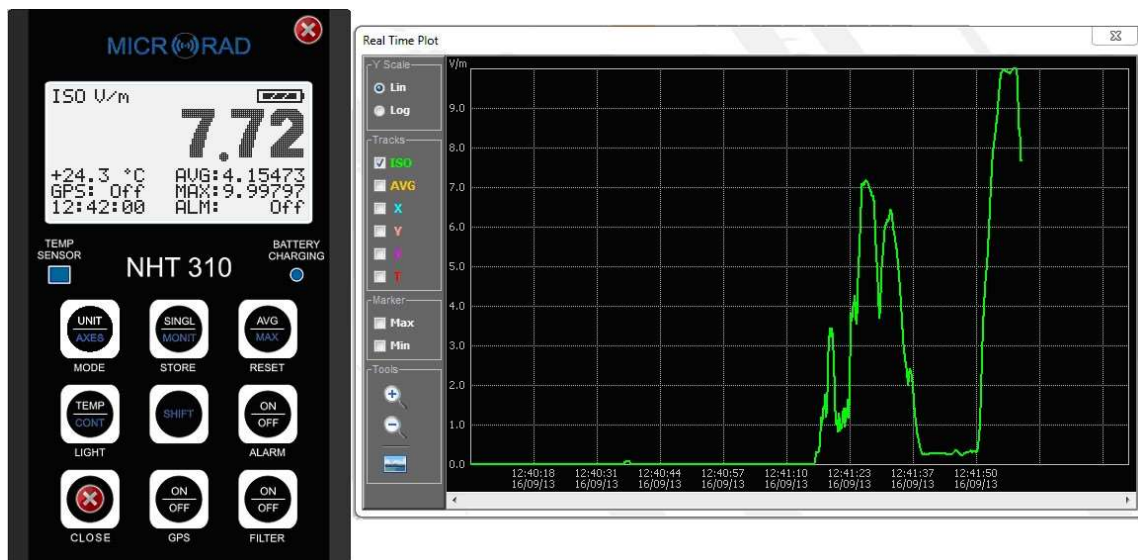 MICRORAD
ISO V/m
7.72
+24.3 °C AVG:4.15473
GPS: Off MAX:9.99797
12:42:00 ALM: Off
TEMP SENSOR
BATTERY CHARGING
NHT 310
UNIT AXES
SINGL MONIT
AVG MAX
MODE
STORE
RESET
TEMP CONT
SHIFT
ON OFF
LIGHT
ALARM
ON OFF
ON OFF
CLOSE
GPS
FILTER
Real Time Plot
Y Scale
Lin
Log
Tracks
ISO
AVG
X
Y
T
Marker
Max
Min
Tools
V/m
9.0
8.0
7.0
6.0
5.0
4.0
3.0
2.0
1.0
0.0
12:40:18 12:40:31 12:40:44 12:40:57 12:41:10 12:41:23 12:41:37 12:41:50
16/09/13 16/09/13 16/09/13 16/09/13 16/09/13 16/09/13 16/09/13 16/09/13